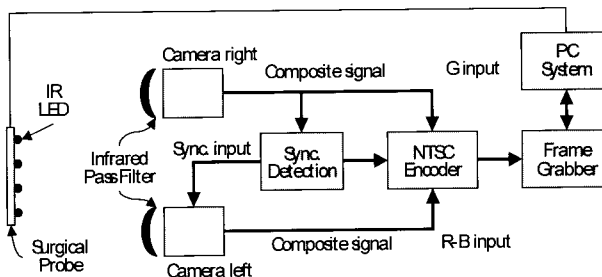 Camera right
Composite signal
G input
PC
System
IR
LED
Infrared
Pass Filter
Sync. input
Sync.
Detection
NTSC
Encoder
Frame
Grabber
Surgical
Probe
Camera left
Composite signal
R-B input